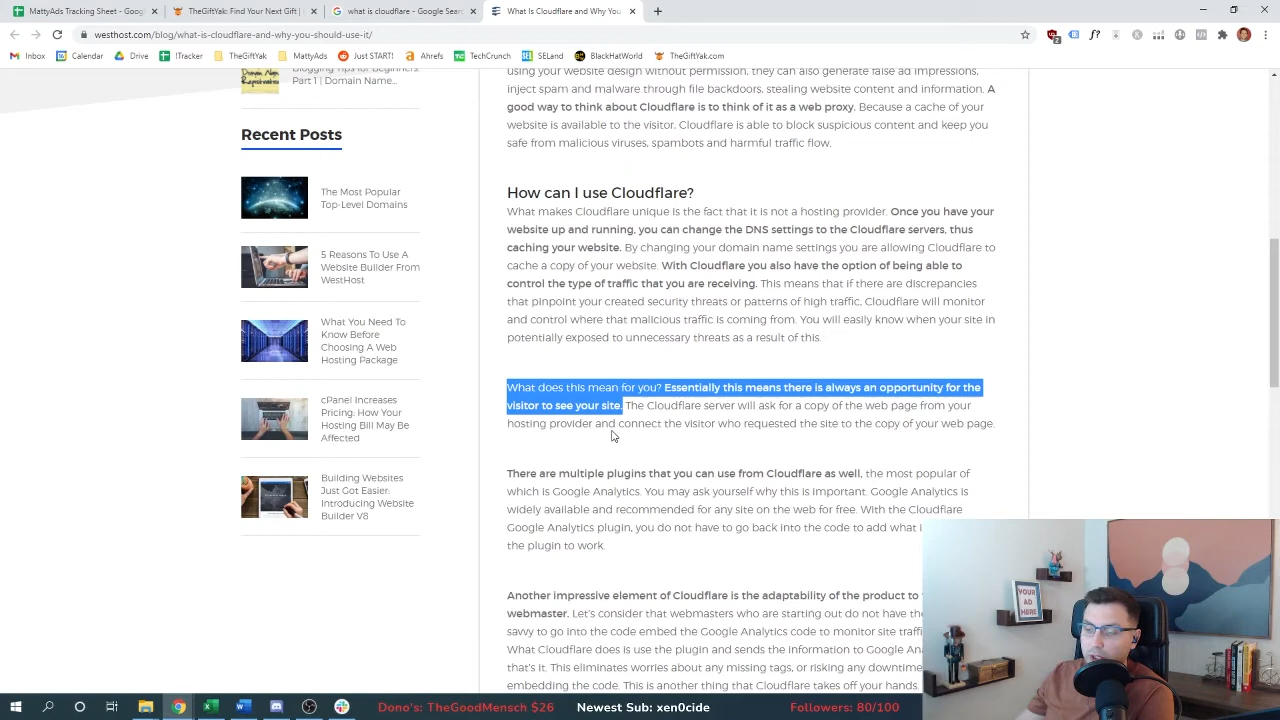 MattyAds Tracking Sheet - Goog
TheGiftYak: Find Your Next Gift |
what is cloudflare - Google Sear
What Is Cloudflare and Why You
westhost.com/blog/what-is-cloudflare-and-why-you-should-use-it/
Inbox
Calendar
Drive
ITracker
TheGiftYak
MattyAds
Just START!
Ahrefs
TechCrunch
SELand
BlackHatWorld
TheGiftYak.com
Blogging Tips for Beginners:
Part 1 | Domain Name...
Recent Posts
The Most Popular
Top-Level Domains
5 Reasons To Use A
Website Builder From
WestHost
What You Need To
Know Before
Choosing A Web
Hosting Package
cPanel Increases
Pricing: How Your
Hosting Bill May Be
Affected
Building Websites
Just Got Easier:
Introducing Website
Builder V8
using your website design without permission, they can also generate false ad impressions,
inject spam and malware through file backdoors, stealing website content and information. A
good way to think about Cloudflare is to think of it as a web proxy. Because a cache of your
website is available to the visitor, Cloudflare is able to block suspicious content and keep you
safe from malicious viruses, spambots and harmful traffic flow.
How can I use Cloudflare?
What makes Cloudflare unique is the fact that it is not a hosting provider. Once you have your
website up and running, you can change the DNS settings to the Cloudflare servers, thus
caching your website. By changing your domain name settings you are allowing Cloudflare to
cache a copy of your website. With Cloudflare you also have the option of being able to
control the type of traffic that you are receiving. This means that if there are discrepancies
that pinpoint your created security threats or patterns of high traffic, Cloudflare will monitor
and control where that malicious traffic is coming from. You will easily know when your site in
potentially exposed to unnecessary threats as a result of this.
What does this mean for you? Essentially this means there is always an opportunity for the
visitor to see your site. The Cloudflare server will ask for a copy of the web page from your
hosting provider and connect the visitor who requested the site to the copy of your web page.
There are multiple plugins that you can use from Cloudflare as well, the most popular of
which is Google Analytics. You may ask yourself why this is important. Google Analytics is
widely available and recommended for any site on the web for free. With the Cloudflare
Google Analytics plugin, you do not have to go back into the code to add what i
the plugin to work.
Another impressive element of Cloudflare is the adaptability of the product to
webmaster. Let's consider that webmasters who are starting out do not have the
savvy to go into the code embed the Google Analytics code to monitor site traffi
What Cloudflare does is use the plugin and sends the information to Google Ana
that's it. This eliminates worries about any missing tags, or risking any downtime
embedding the code. This is another thing that Cloudflare takes off your hands.
YOUR
AD
HERE
Dono's: TheGoodMensch $26
Newest Sub: xen0cide
Followers: 80/100